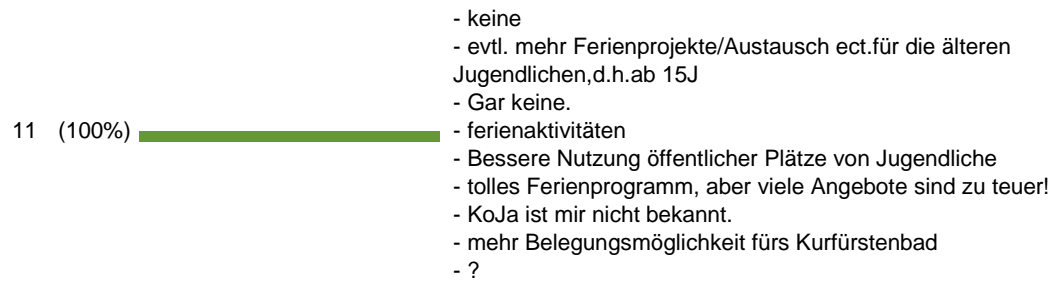 - keine
- evtl. mehr Ferienprojekte/Austausch ect.für die älteren
Jugendlichen,d.h.ab 15J
- Gar keine.
11 (100%)
- ferienaktivitäten
- Bessere Nutzung öffentlicher Plätze von Jugendliche
- tolles Ferienprogramm, aber viele Angebote sind zu teuer!
- KoJa ist mir nicht bekannt.
- mehr Belegungsmöglichkeit fürs Kurfürstenbad
- ?